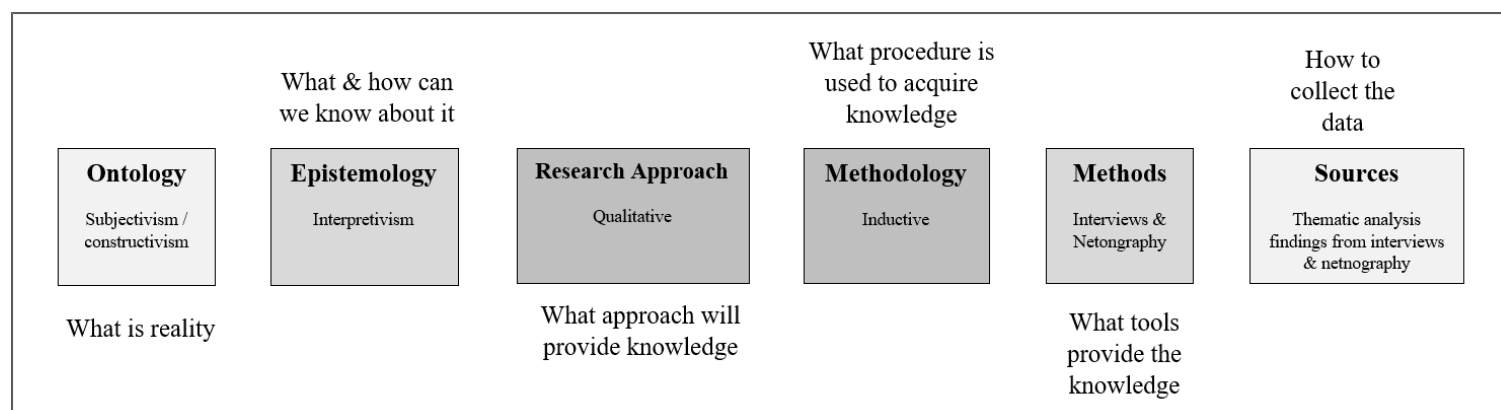 What & how can
we know about it
What procedure is
used to acquire
knowledge
How to
collect the
data
Ontology
Subjectivism /
constructivism
Epistemology
Interpretivism
Research Approach
Qualitative
Methodology
Inductive
Methods
Interviews &
Netongraphy
Sources
Thematic analysis
findings from interviews
& netnography
What is reality
What approach will
provide knowledge
What tools
provide the
knowledge